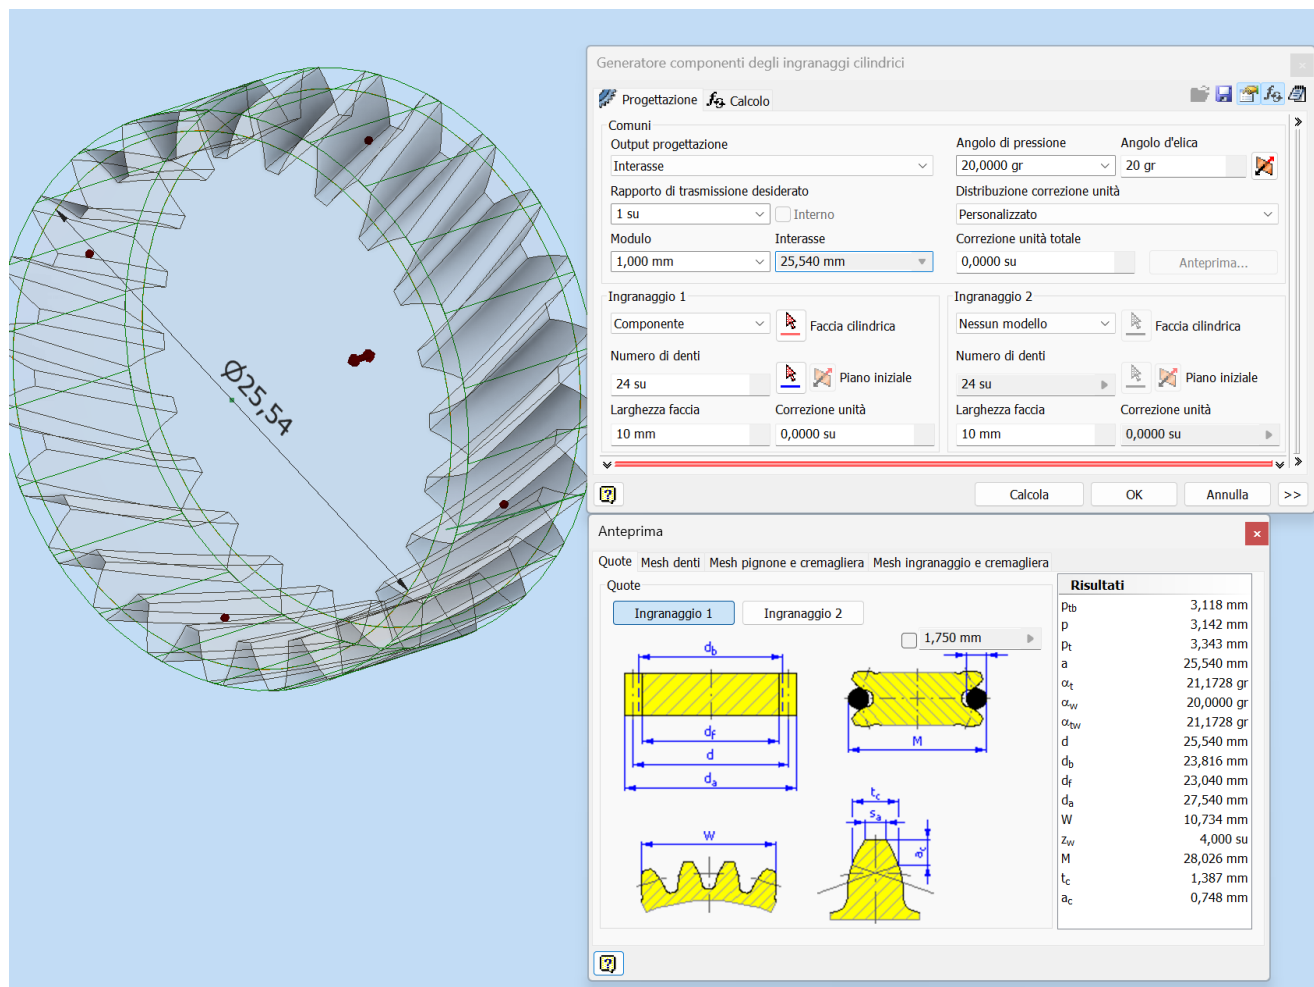 Ø25,54
Generatore componenti degli ingranaggi cilindrici
Progettazione
Calcolo
Comuni
Output progettazione
Angolo di pressione
Angolo d'elica
Interasse
20,0000 gr
20 gr
Rapporto di trasmissione desiderato
Distribuzione correzione unità
1 su
Interno
Personalizzato
Modulo
Interasse
Correzione unità totale
1,000 mm
25,540 mm
0,0000 su
Anteprima...
Ingranaggio 1
Componente
Faccia cilindrica
Numero di denti
24 su
Piano iniziale
Larghezza faccia
Correzione unità
10 mm
0,0000 su
Ingranaggio 2
Nessun modello
Faccia cilindrica
Numero di denti
24 su
Piano iniziale
Larghezza faccia
Correzione unità
10 mm
0,0000 su
Calcola
OK
Annulla
>>
Anteprima
Quote
Mesh denti
Mesh pignone e cremagliera
Mesh ingranaggio e cremagliera
Quote
Ingranaggio 1
Ingranaggio 2
1,750 mm
db
df
d
da
M
W
tc
sa
ac
Risultati
ptb 3,118 mm
p 3,142 mm
pt 3,343 mm
a 25,540 mm
αt 21,1728 gr
αw 20,0000 gr
αtw 21,1728 gr
d 25,540 mm
db 23,816 mm
df 23,040 mm
da 27,540 mm
W 10,734 mm
zw 4,000 su
M 28,026 mm
tc 1,387 mm
ac 0,748 mm